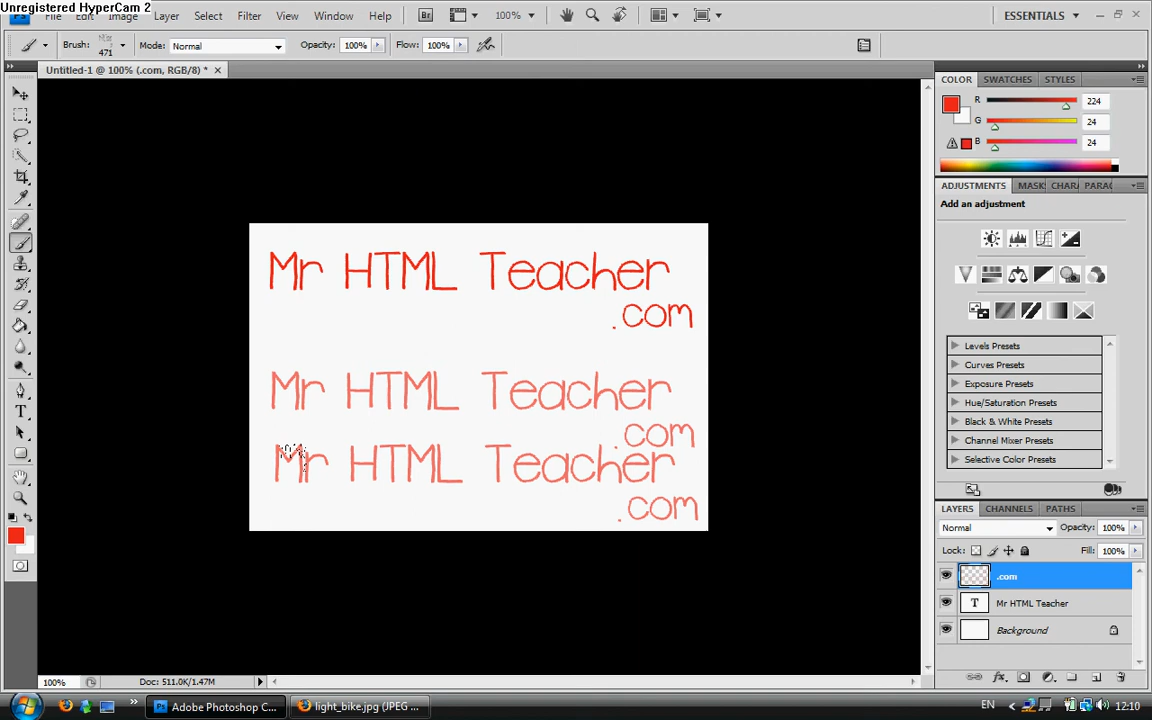 Unregistered HyperCam 2
Edit Image Layer Select Filter View Window Help Br 100% ESSENTIALS
Brush: 471 Mode: Normal Opacity: 100% Flow: 100%
Untitled-1 @ 100% (.com, RGB/8) *
COLOR SWATCHES STYLES
R 224
G 24
B 24
ADJUSTMENTS MASK CHAR PARAG
Add an adjustment
Mr HTML Teacher
.com
Mr HTML Teacher
.com
Mr HTML Teacher
.com
Levels Presets
Curves Presets
Exposure Presets
Hue/Saturation Presets
Black & White Presets
Channel Mixer Presets
Selective Color Presets
LAYERS CHANNELS PATHS
Normal Opacity: 100%
Lock: Fill: 100%
.com
T Mr HTML Teacher
Background
100% Doc: 511.0K/1.47M
Adobe Photoshop C... light_bike.jpg (JPEG ... EN 12:10